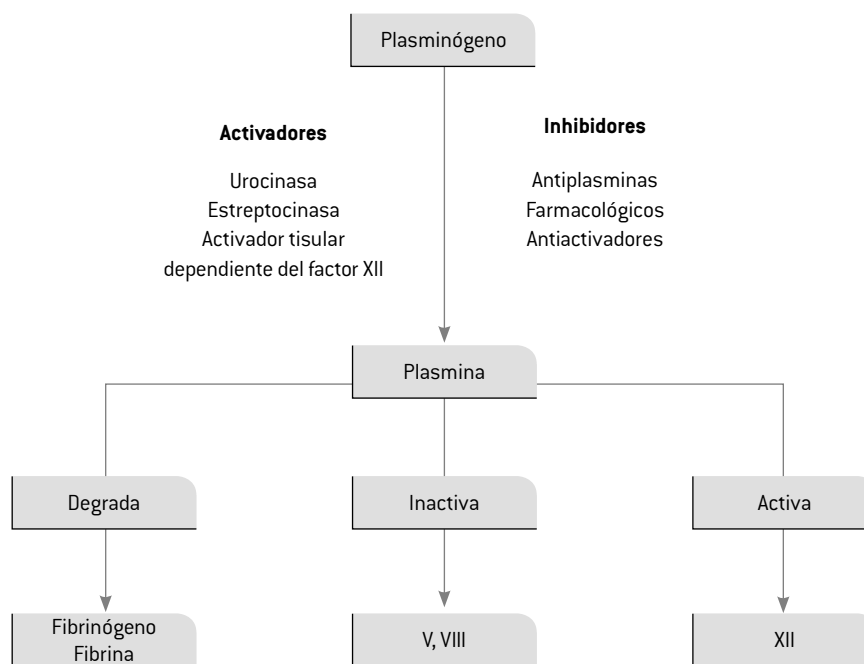 Plasminógeno
Activadores
Urocinasa
Estreptocinasa
Activador tisular
dependiente del factor XII
Inhibidores
Antiplasminas
Farmacológicos
Antiactivadores
Plasmina
Degrada
Inactiva
Activa
Fibrinógeno
Fibrina
V, VIII
XII